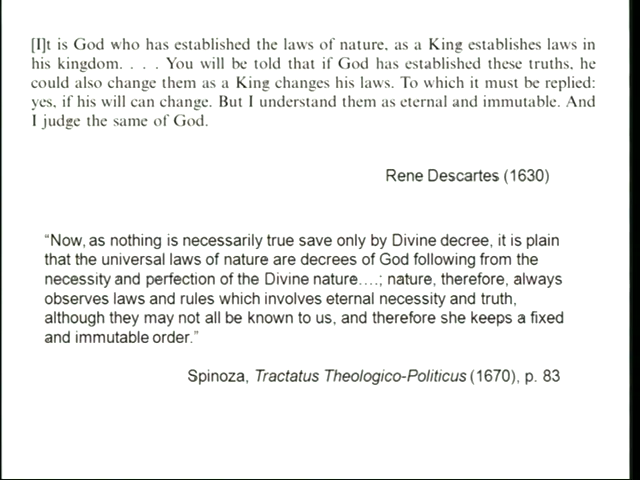 [I]t is God who has established the laws of nature, as a King establishes laws in
his kingdom. . . . You will be told that if God has established these truths, he
could also change them as a King changes his laws. To which it must be replied:
yes, if his will can change. But I understand them as eternal and immutable. And
I judge the same of God.
Rene Descartes (1630)
“Now, as nothing is necessarily true save only by Divine decree, it is plain
that the universal laws of nature are decrees of God following from the
necessity and perfection of the Divine nature....; nature, therefore, always
observes laws and rules which involves eternal necessity and truth,
although they may not all be known to us, and therefore she keeps a fixed
and immutable order.”
Spinoza, Tractatus Theologico-Politicus (1670), p. 83